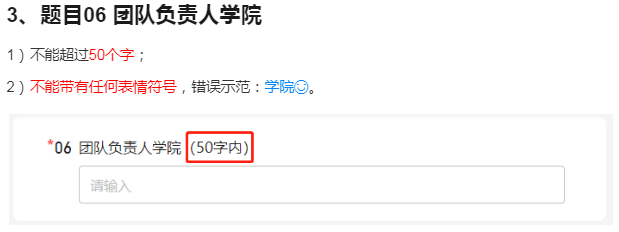 3、题目06 团队负责人学院
1）不能超过50个字；
2）不能带有任何表情符号，错误示范：学院☺。
*06 团队负责人学院 (50字内)
请输入